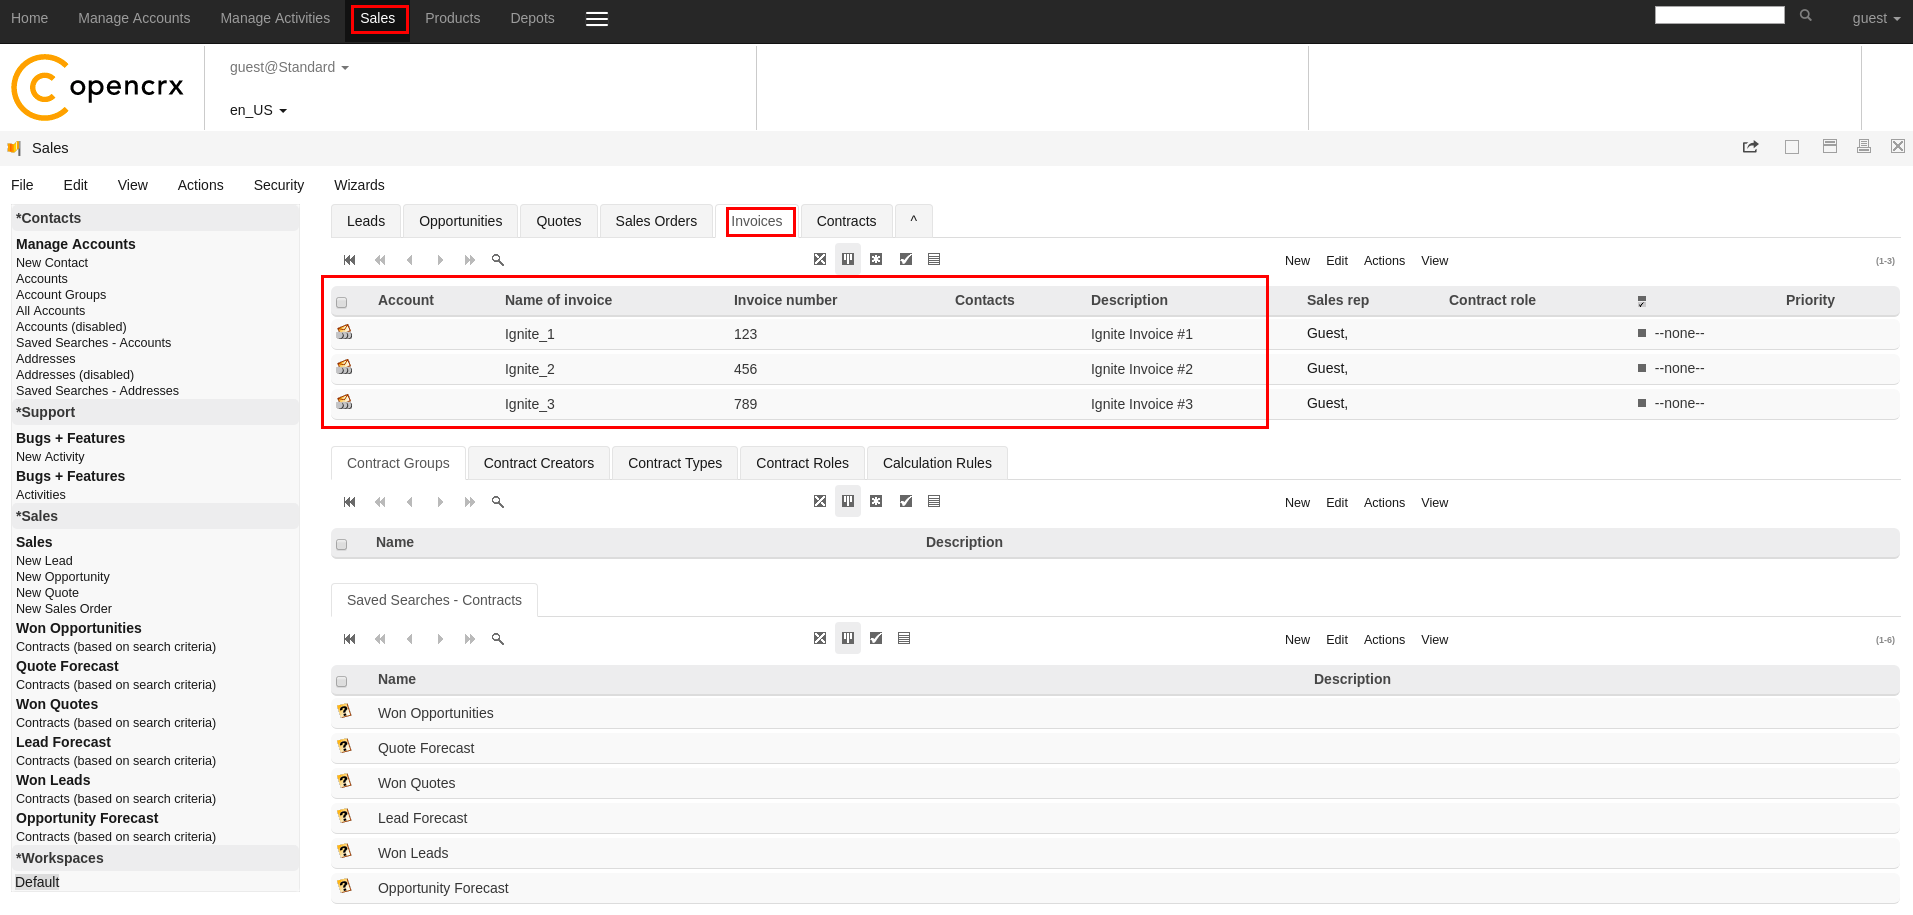 Home Manage Accounts Manage Activities Sales Products Depots guest
opencrx
guest@Standard
en_US
Sales
File Edit View Actions Security Wizards
*Contacts
Manage Accounts
New Contact
Accounts
Account Groups
All Accounts
Accounts (disabled)
Saved Searches - Accounts
Addresses
Addresses (disabled)
Saved Searches - Addresses
*Support
Bugs + Features
New Activity
Bugs + Features
Activities
*Sales
Sales
New Lead
New Opportunity
New Quote
New Sales Order
Won Opportunities
Contracts (based on search criteria)
Quote Forecast
Contracts (based on search criteria)
Won Quotes
Contracts (based on search criteria)
Lead Forecast
Contracts (based on search criteria)
Won Leads
Contracts (based on search criteria)
Opportunity Forecast
Contracts (based on search criteria)
*Workspaces
Default
Leads Opportunities Quotes Sales Orders Invoices Contracts ^
New Edit Actions View (1-3)
Account Name of invoice Invoice number Contacts Description Sales rep Contract role Priority
Ignite_1 123 Ignite Invoice #1 Guest, --none--
Ignite_2 456 Ignite Invoice #2 Guest, --none--
Ignite_3 789 Ignite Invoice #3 Guest, --none--
Contract Groups Contract Creators Contract Types Contract Roles Calculation Rules
New Edit Actions View
Name Description
Saved Searches - Contracts
New Edit Actions View (1-6)
Name Description
Won Opportunities
Quote Forecast
Won Quotes
Lead Forecast
Won Leads
Opportunity Forecast